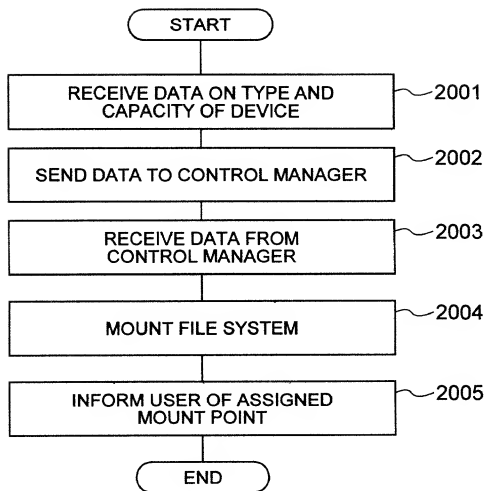 START
RECEIVE DATA ON TYPE AND
CAPACITY OF DEVICE
2001
SEND DATA TO CONTROL MANAGER
2002
RECEIVE DATA FROM
CONTROL MANAGER
2003
MOUNT FILE SYSTEM
2004
INFORM USER OF ASSIGNED
MOUNT POINT
2005
END